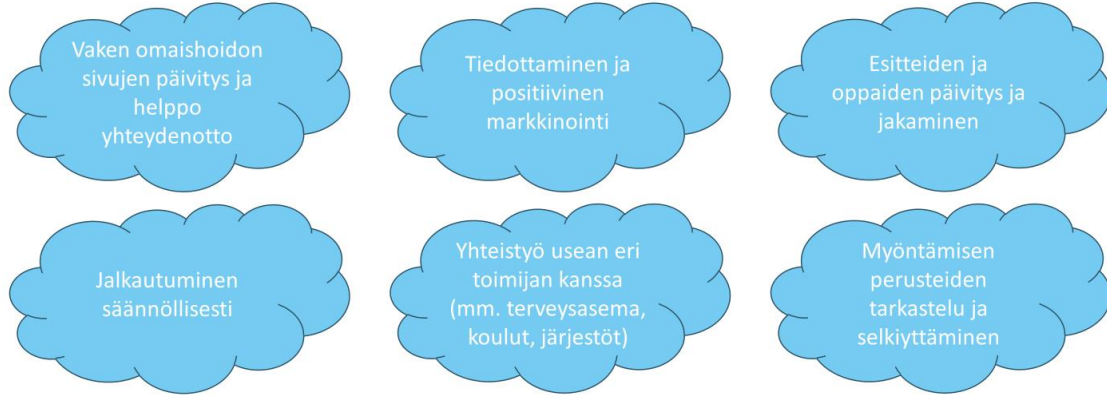 Vaken omaishoidon
sivujen päivitys ja
helppo
yhteydenotto
Tiedottaminen ja
positiivinen
markkinointi
Esitteiden ja
oppaiden päivitys ja
jakaminen
Jalkautuminen
säännöllisesti
Yhteistyö usean eri
toimijan kanssa
(mm. terveysasema,
koulut, järjestöt)
Myöntämisen
perusteiden
tarkastelu ja
selkiyttäminen